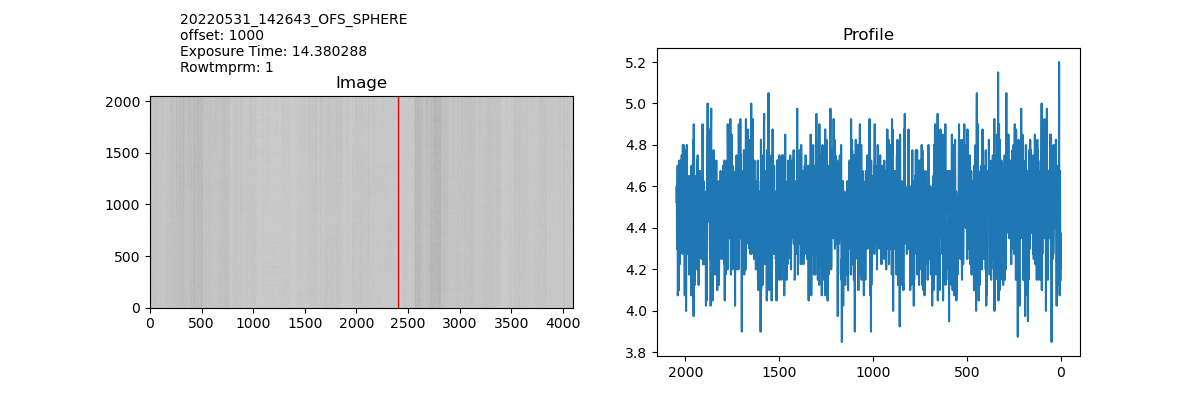 20220531_142643_OFS_SPHERE
offset: 1000
Exposure Time: 14.380288
Rowtmprm: 1
Image
2000
1500
1000
500
0
0 500 1000 1500 2000 2500 3000 3500 4000
Profile
5.2
5.0
4.8
4.6
4.4
4.2
4.0
3.8
2000 1500 1000 500 0